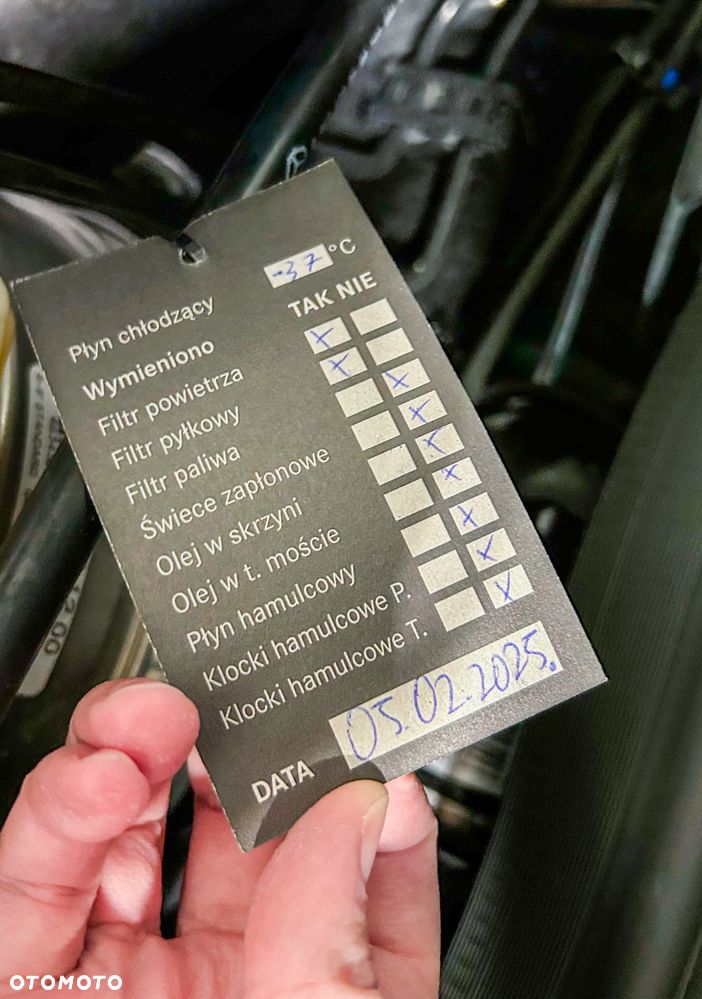 Płyn chłodzący -37 °C
Wymieniono TAK NIE
Filtr powietrza x
Filtr pyłkowy x
Filtr paliwa x
Świece zapłonowe x
Olej w skrzyni x
Olej w t. moście x
Płyn hamulcowy x
Klocki hamulcowe P. x
Klocki hamulcowe T. x
DATA 05.02.2025.
OTOMOTO